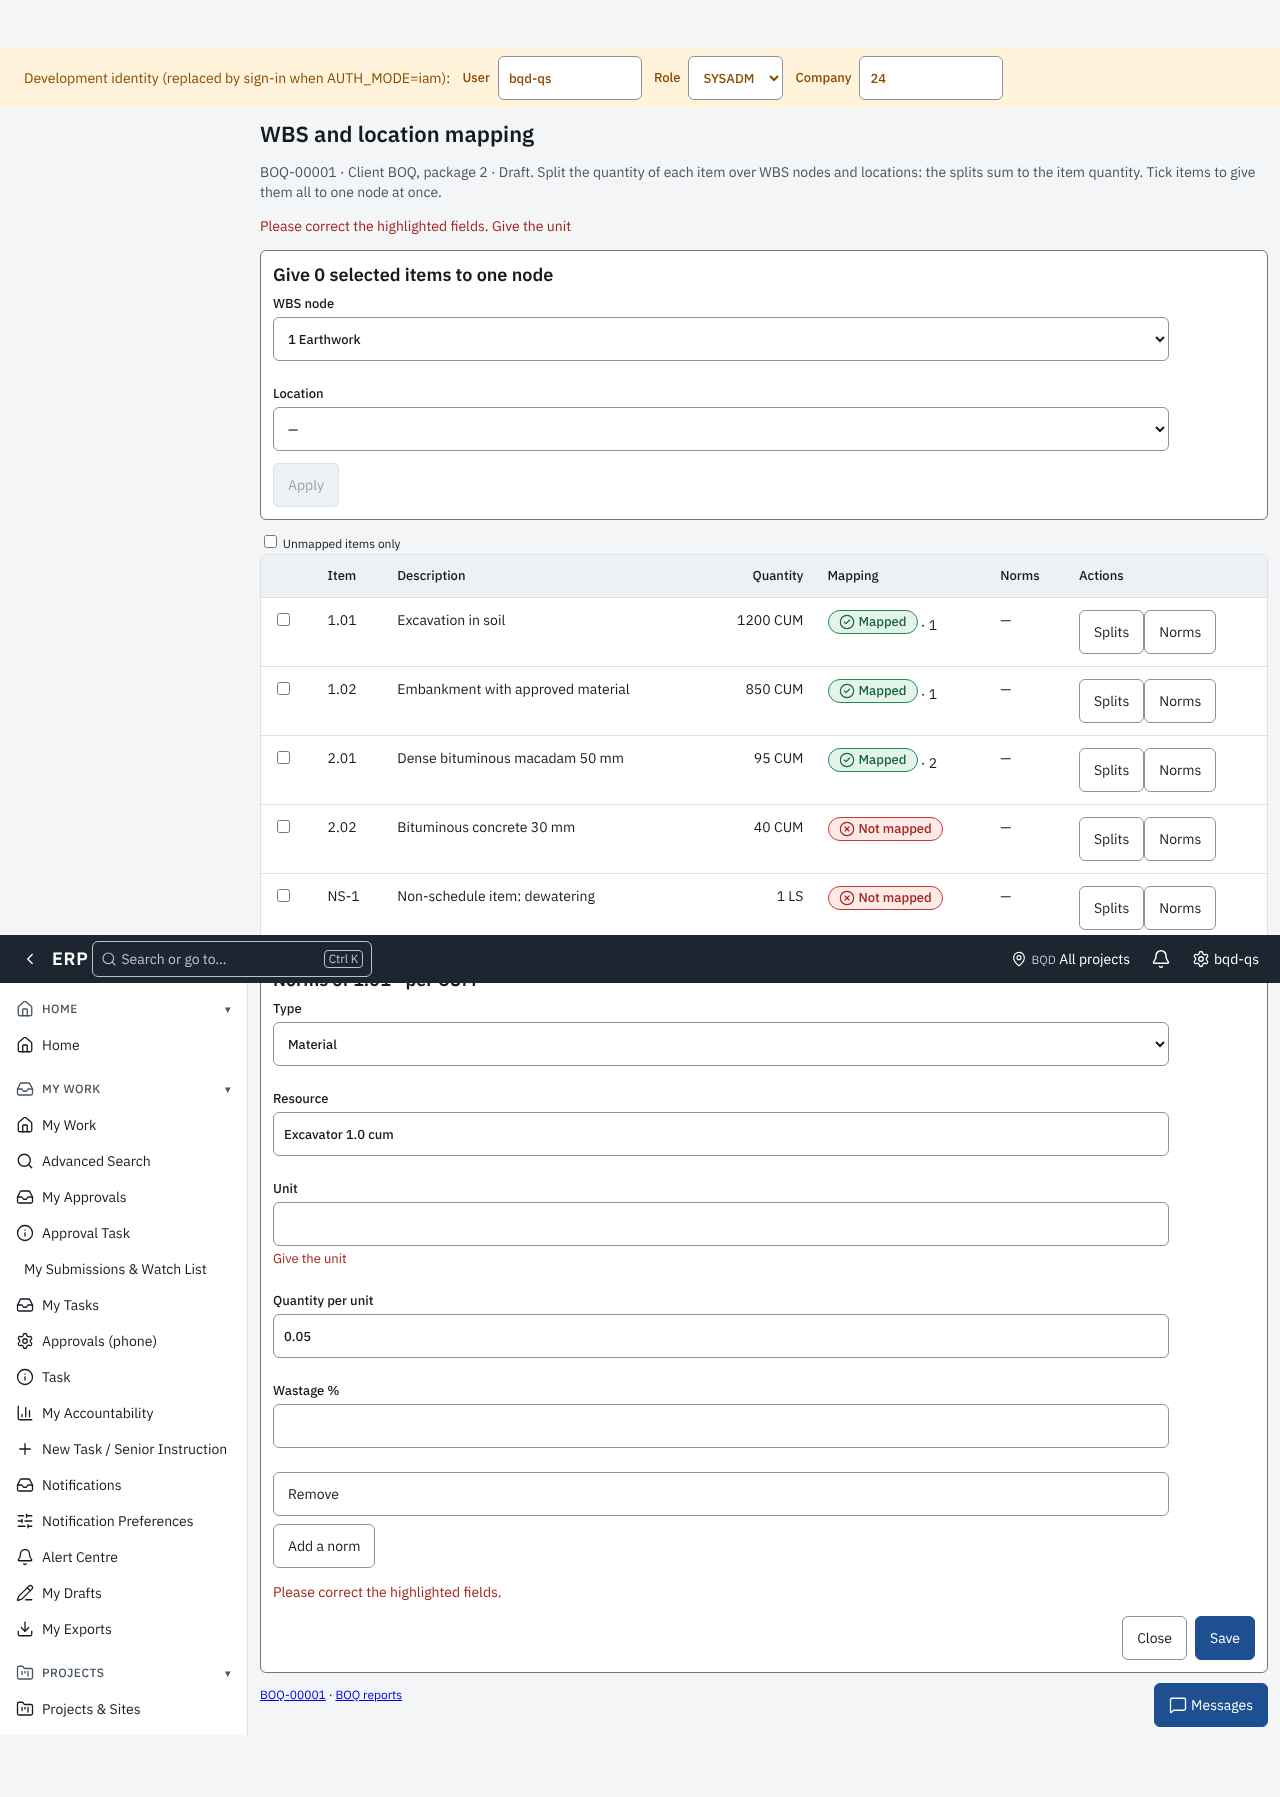 Development identity (replaced by sign-in when AUTH_MODE=iam): User bqd-qs Role SYSADM Company 24
WBS and location mapping
BOQ-00001 · Client BOQ, package 2 · Draft. Split the quantity of each item over WBS nodes and locations: the splits sum to the item quantity. Tick items to give
them all to one node at once.
Please correct the highlighted fields. Give the unit
Give 0 selected items to one node
WBS node
1 Earthwork
Location
—
Apply
Unmapped items only
Item Description Quantity Mapping Norms Actions
1.01 Excavation in soil 1200 CUM Mapped · 1 — Splits Norms
1.02 Embankment with approved material 850 CUM Mapped · 1 — Splits Norms
2.01 Dense bituminous macadam 50 mm 95 CUM Mapped · 2 — Splits Norms
2.02 Bituminous concrete 30 mm 40 CUM Not mapped — Splits Norms
NS-1 Non-schedule item: dewatering 1 LS Not mapped — Splits Norms
ERP Search or go to... Ctrl K BQD All projects bqd-qs
HOME
Home
MY WORK
My Work
Advanced Search
My Approvals
Approval Task
My Submissions & Watch List
My Tasks
Approvals (phone)
Task
My Accountability
New Task / Senior Instruction
Notifications
Notification Preferences
Alert Centre
My Drafts
My Exports
PROJECTS
Projects & Sites
Type
Material
Resource
Excavator 1.0 cum
Unit
Give the unit
Quantity per unit
0.05
Wastage %
Remove
Add a norm
Please correct the highlighted fields.
Close Save
BOQ-00001 · BOQ reports
Messages